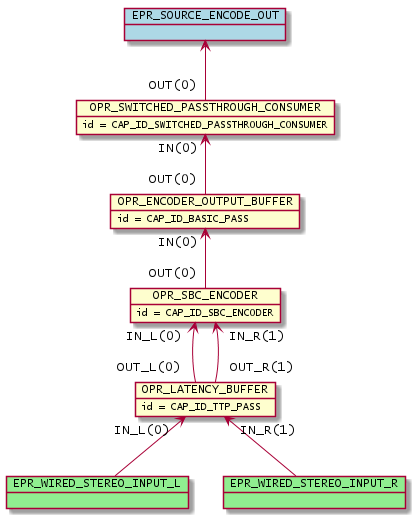 EPR_SOURCE_ENCODE_OUT
OUT(0)
OPR_SWITCHED_PASSTHROUGH_CONSUMER
id = CAP_ID_SWITCHED_PASSTHROUGH_CONSUMER
IN(0)
OUT(0)
OPR_ENCODER_OUTPUT_BUFFER
id = CAP_ID_BASIC_PASS
IN(0)
OUT(0)
OPR_SBC_ENCODER
id = CAP_ID_SBC_ENCODER
IN_L(0) IN_R(1)
OUT_L(0) OUT_R(1)
OPR_LATENCY_BUFFER
id = CAP_ID_TTP_PASS
IN_L(0) IN_R(1)
EPR_WIRED_STEREO_INPUT_L EPR_WIRED_STEREO_INPUT_R